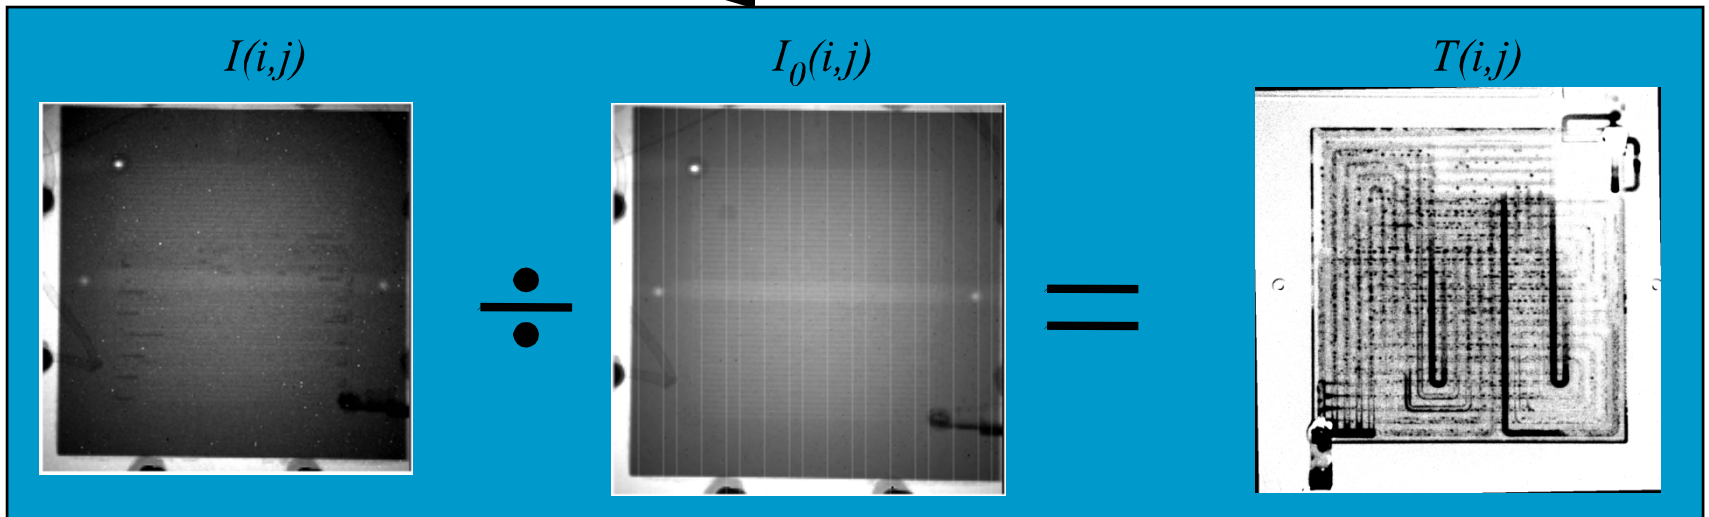 I(i,j)
I₀(i,j)
T(i,j)
÷
=